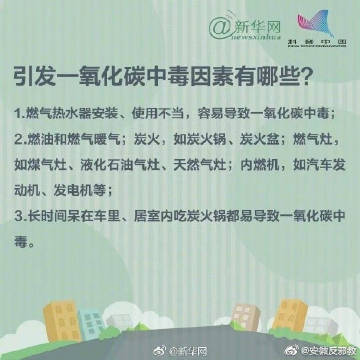 @新华网
newsxinhua
科普中国
引发一氧化碳中毒因素有哪些?
1.燃气热水器安装、使用不当，容易导致一氧化碳中毒；
2.燃油和燃气暖气；炭火，如炭火锅、炭火盆；燃气灶，
如煤气灶、液化石油气灶、天然气灶；内燃机，如汽车发
动机、发电机等；
3.长时间呆在车里、居室内吃炭火锅都易导致一氧化碳中
毒。
@新华网
@安徽反邪教